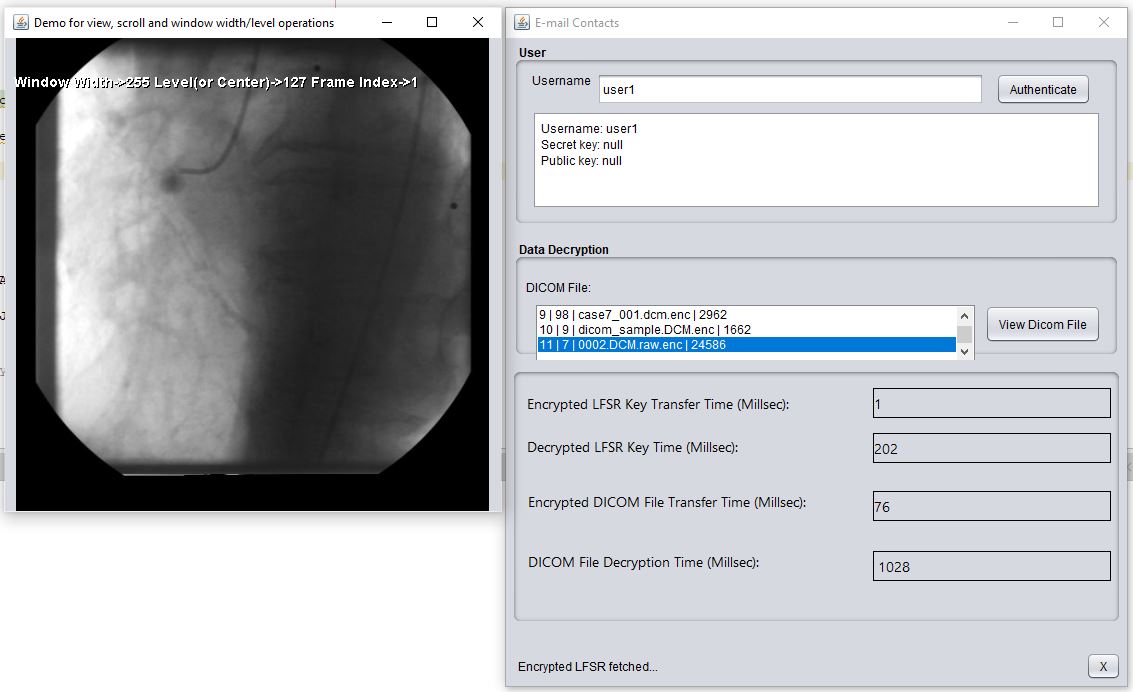 Demo for view, scroll and window width/level operations
Window Width->255 Level(or Center)->127 Frame Index->1
E-mail Contacts
User
Username
user1
Authenticate
Username: user1
Secret key: null
Public key: null
Data Decryption
DICOM File:
9 | 98 | case7_001.dcm.enc | 2962
10 | 9 | dicom_sample.DCM.enc | 1662
11 | 7 | 0002.DCM.raw.enc | 24586
View Dicom File
Encrypted LFSR Key Transfer Time (Millsec):
1
Decrypted LFSR Key Time (Millsec):
202
Encrypted DICOM File Transfer Time (Millsec):
76
DICOM File Decryption Time (Millsec):
1028
Encrypted LFSR fetched...
X